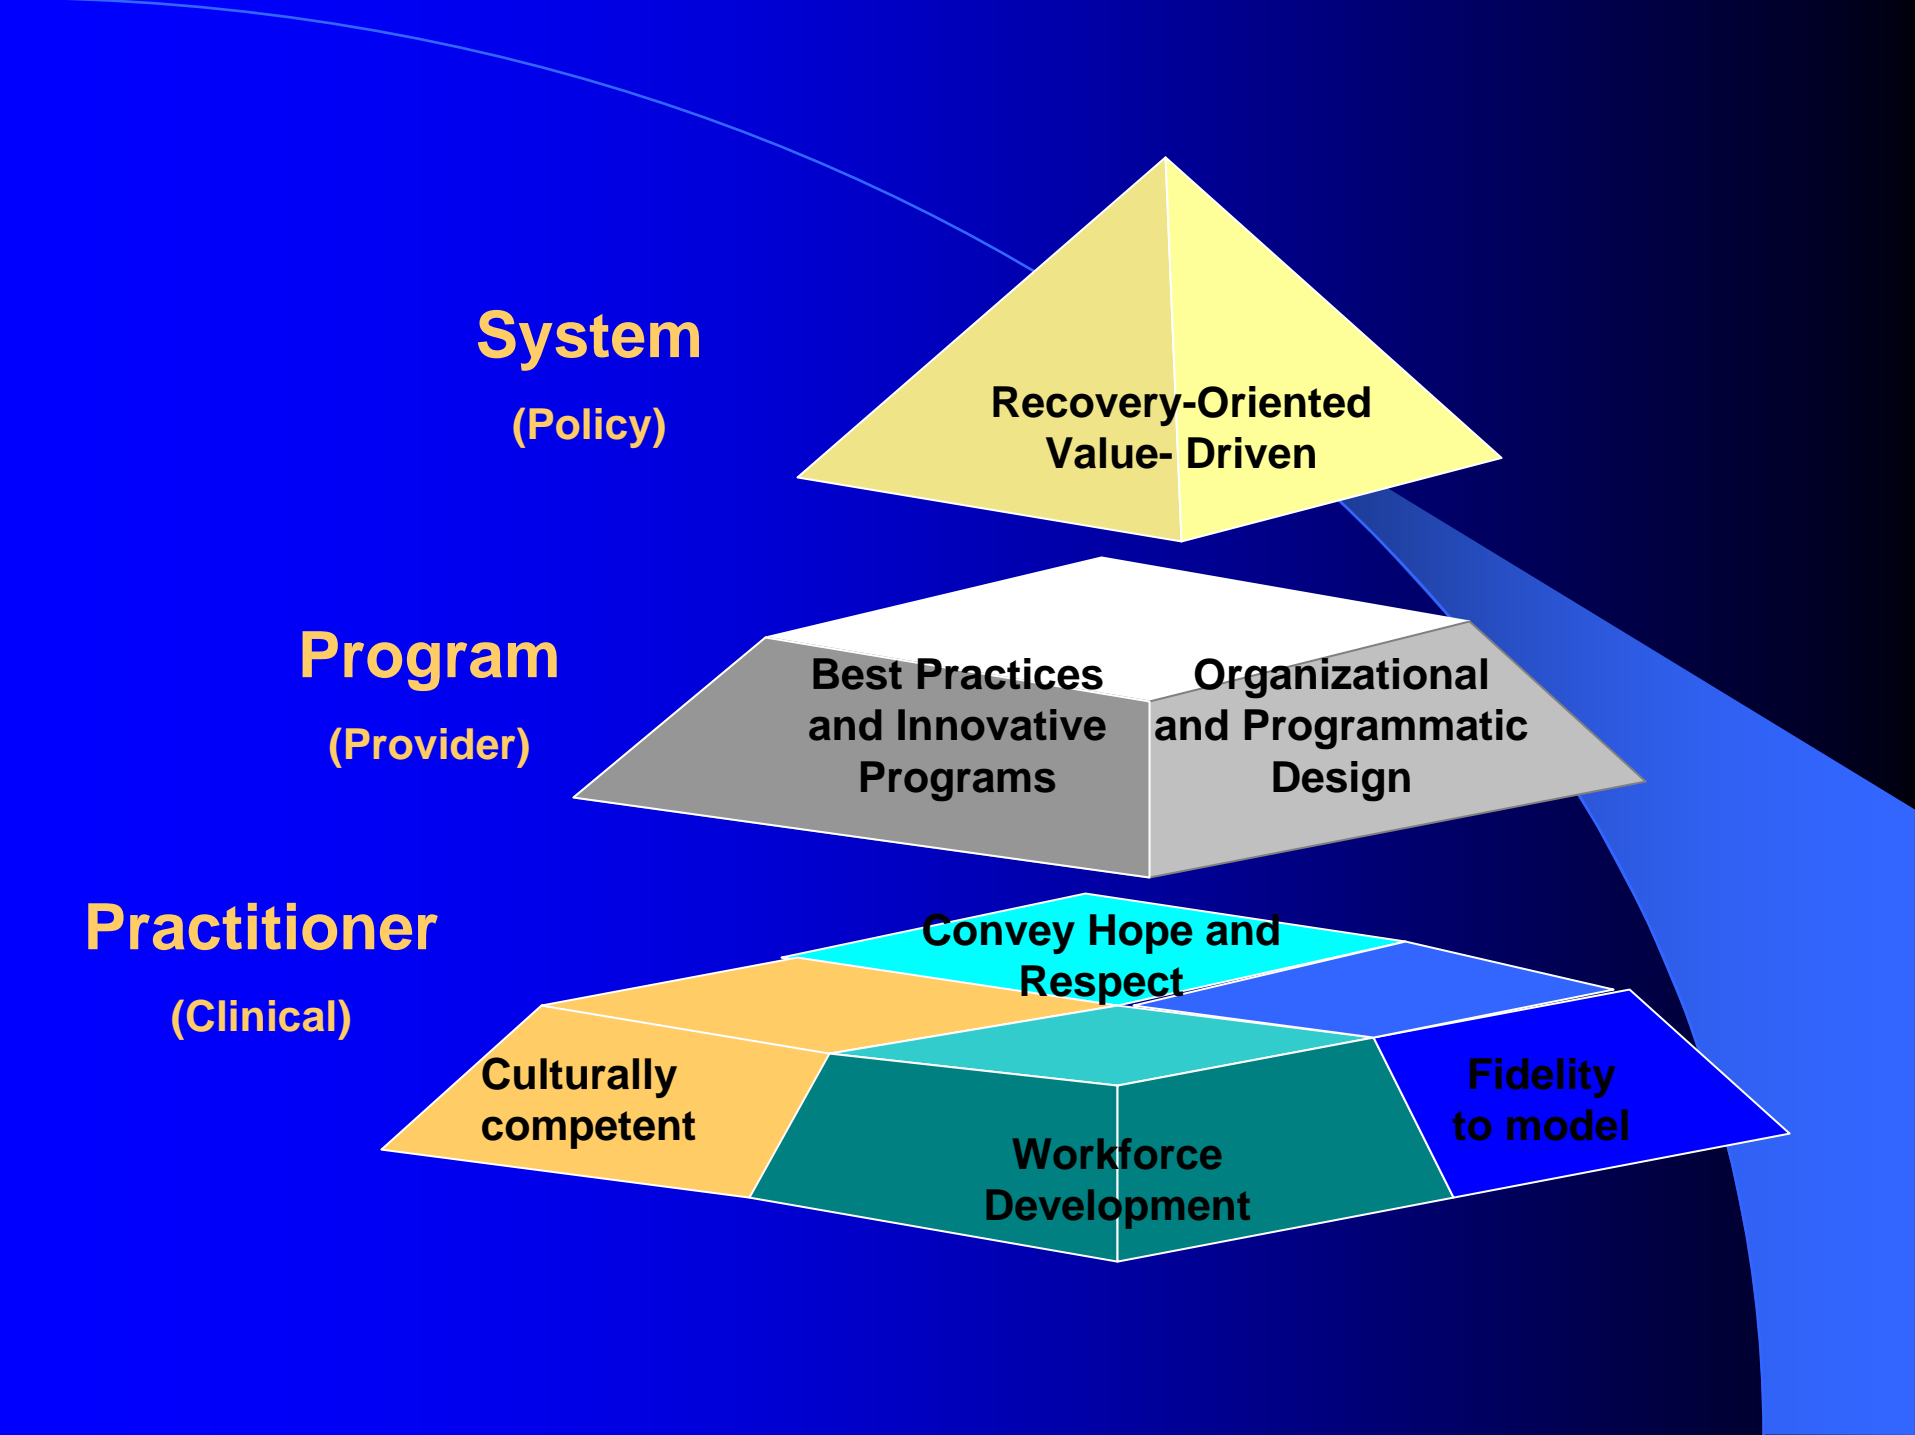 System
(Policy)
Recovery-Oriented
Value- Driven
Program
(Provider)
Best Practices
and Innovative
Programs
Organizational
and Programmatic
Design
Practitioner
(Clinical)
Convey Hope and
Respect
Culturally
competent
Workforce
Development
Fidelity
to model